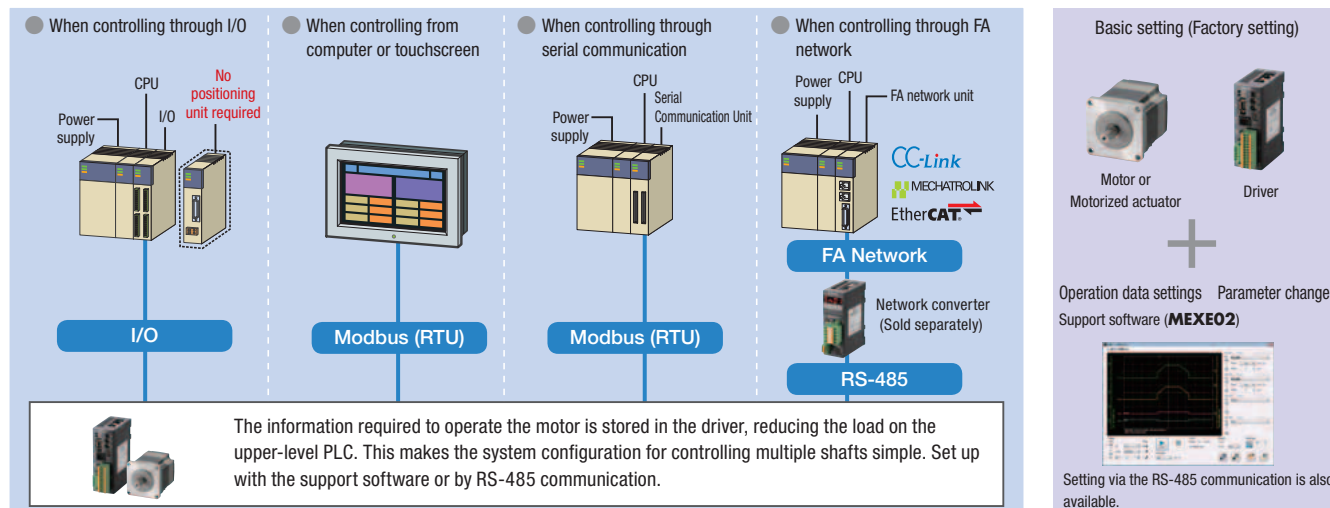 When controlling through I/O
CPU
I/O
Power
supply
No
positioning
unit required
I/O
When controlling from
computer or touchscreen
Modbus (RTU)
When controlling through
serial communication
CPU
Serial
Communication Unit
Power
supply
Modbus (RTU)
When controlling through FA
network
Power
supply
CPU
FA network unit
CC-Link
MECHATROLINK
EtherCAT
FA Network
Network converter
(Sold separately)
RS-485
The information required to operate the motor is stored in the driver, reducing the load on the
upper-level PLC. This makes the system configuration for controlling multiple shafts simple. Set up
with the support software or by RS-485 communication.
Basic setting (Factory setting)
Motor or
Motorized actuator
Driver
Operation data settings Parameter change
Support software (MEXE02)
Setting via the RS-485 communication is also
available.